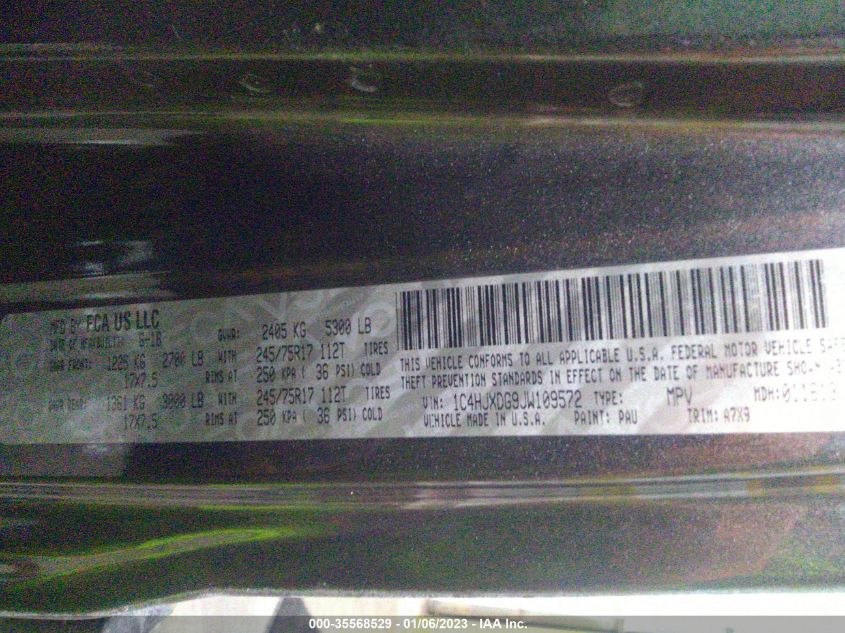 MFD BY FCA US LLC
DATE OF 6-18 GVWR: 2405 KG 5300 LB
GAWR FRONT: 1225 KG 2700 LB WITH 245/75R17 112T TIRES
17X7.5 RIMS AT 250 KPA ( 36 PSI) COLD
GAWR REAR: 1361 KG 3000 LB WITH 245/75R17 112T TIRES
17X7.5 RIMS AT 250 KPA ( 36 PSI) COLD
THIS VEHICLE CONFORMS TO ALL APPLICABLE U.S.A. FEDERAL MOTOR VEHICLE
THEFT PREVENTION STANDARDS IN EFFECT ON THE DATE OF MANUFACTURE
VIN: 1C4HJXDG9JW109572 TYPE: MPV MDH:
VEHICLE MADE IN U.S.A. PAINT: PAU TRIM: A7X9
000-35568529 - 01/06/2023 - IAA Inc.